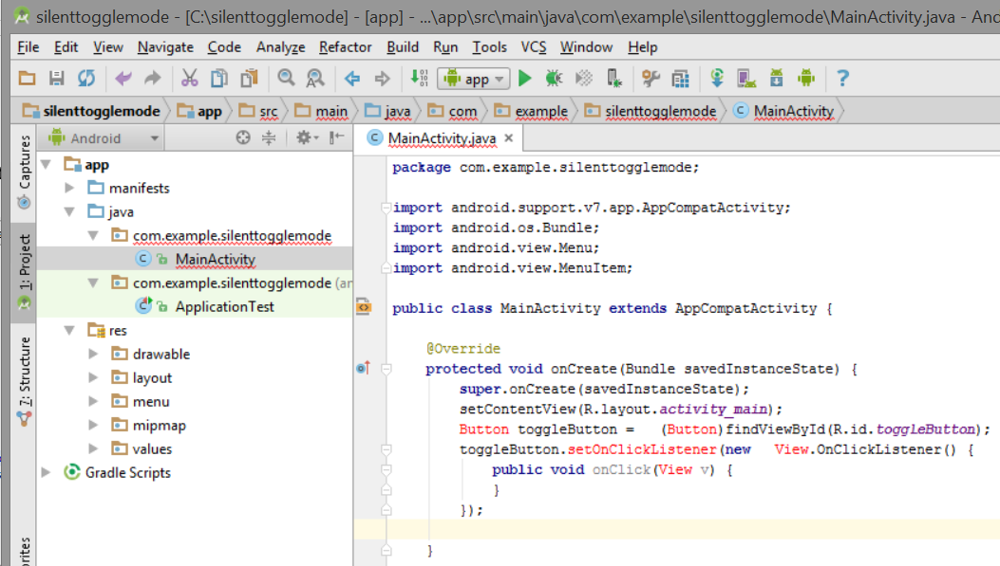 silenttogglemode - [C:\silenttogglemode] - [app] - ...\app\src\main\java\com\example\silenttogglemode\MainActivity.java -
File Edit View Navigate Code Analyze Refactor Build Run Tools VCS Window Help
app
silenttogglemode app src main java com example silenttogglemode MainActivity
Captures
1: Project
7: Structure
Android
app
manifests
java
com.example.silenttogglemode
MainActivity
com.example.silenttogglemode
ApplicationTest
res
drawable
layout
menu
mipmap
values
Gradle Scripts
MainActivity.java
package com.example.silenttogglemode;
import android.support.v7.app.AppCompatActivity;
import android.os.Bundle;
import android.view.Menu;
import android.view.MenuItem;
public class MainActivity extends AppCompatActivity {
@Override
protected void onCreate(Bundle savedInstanceState) {
super.onCreate(savedInstanceState);
setContentView(R.layout.activity_main);
Button toggleButton = (Button)findViewById(R.id.toggleButton);
toggleButton.setOnClickListener(new View.OnClickListener() {
public void onClick(View v) {
}
});
}